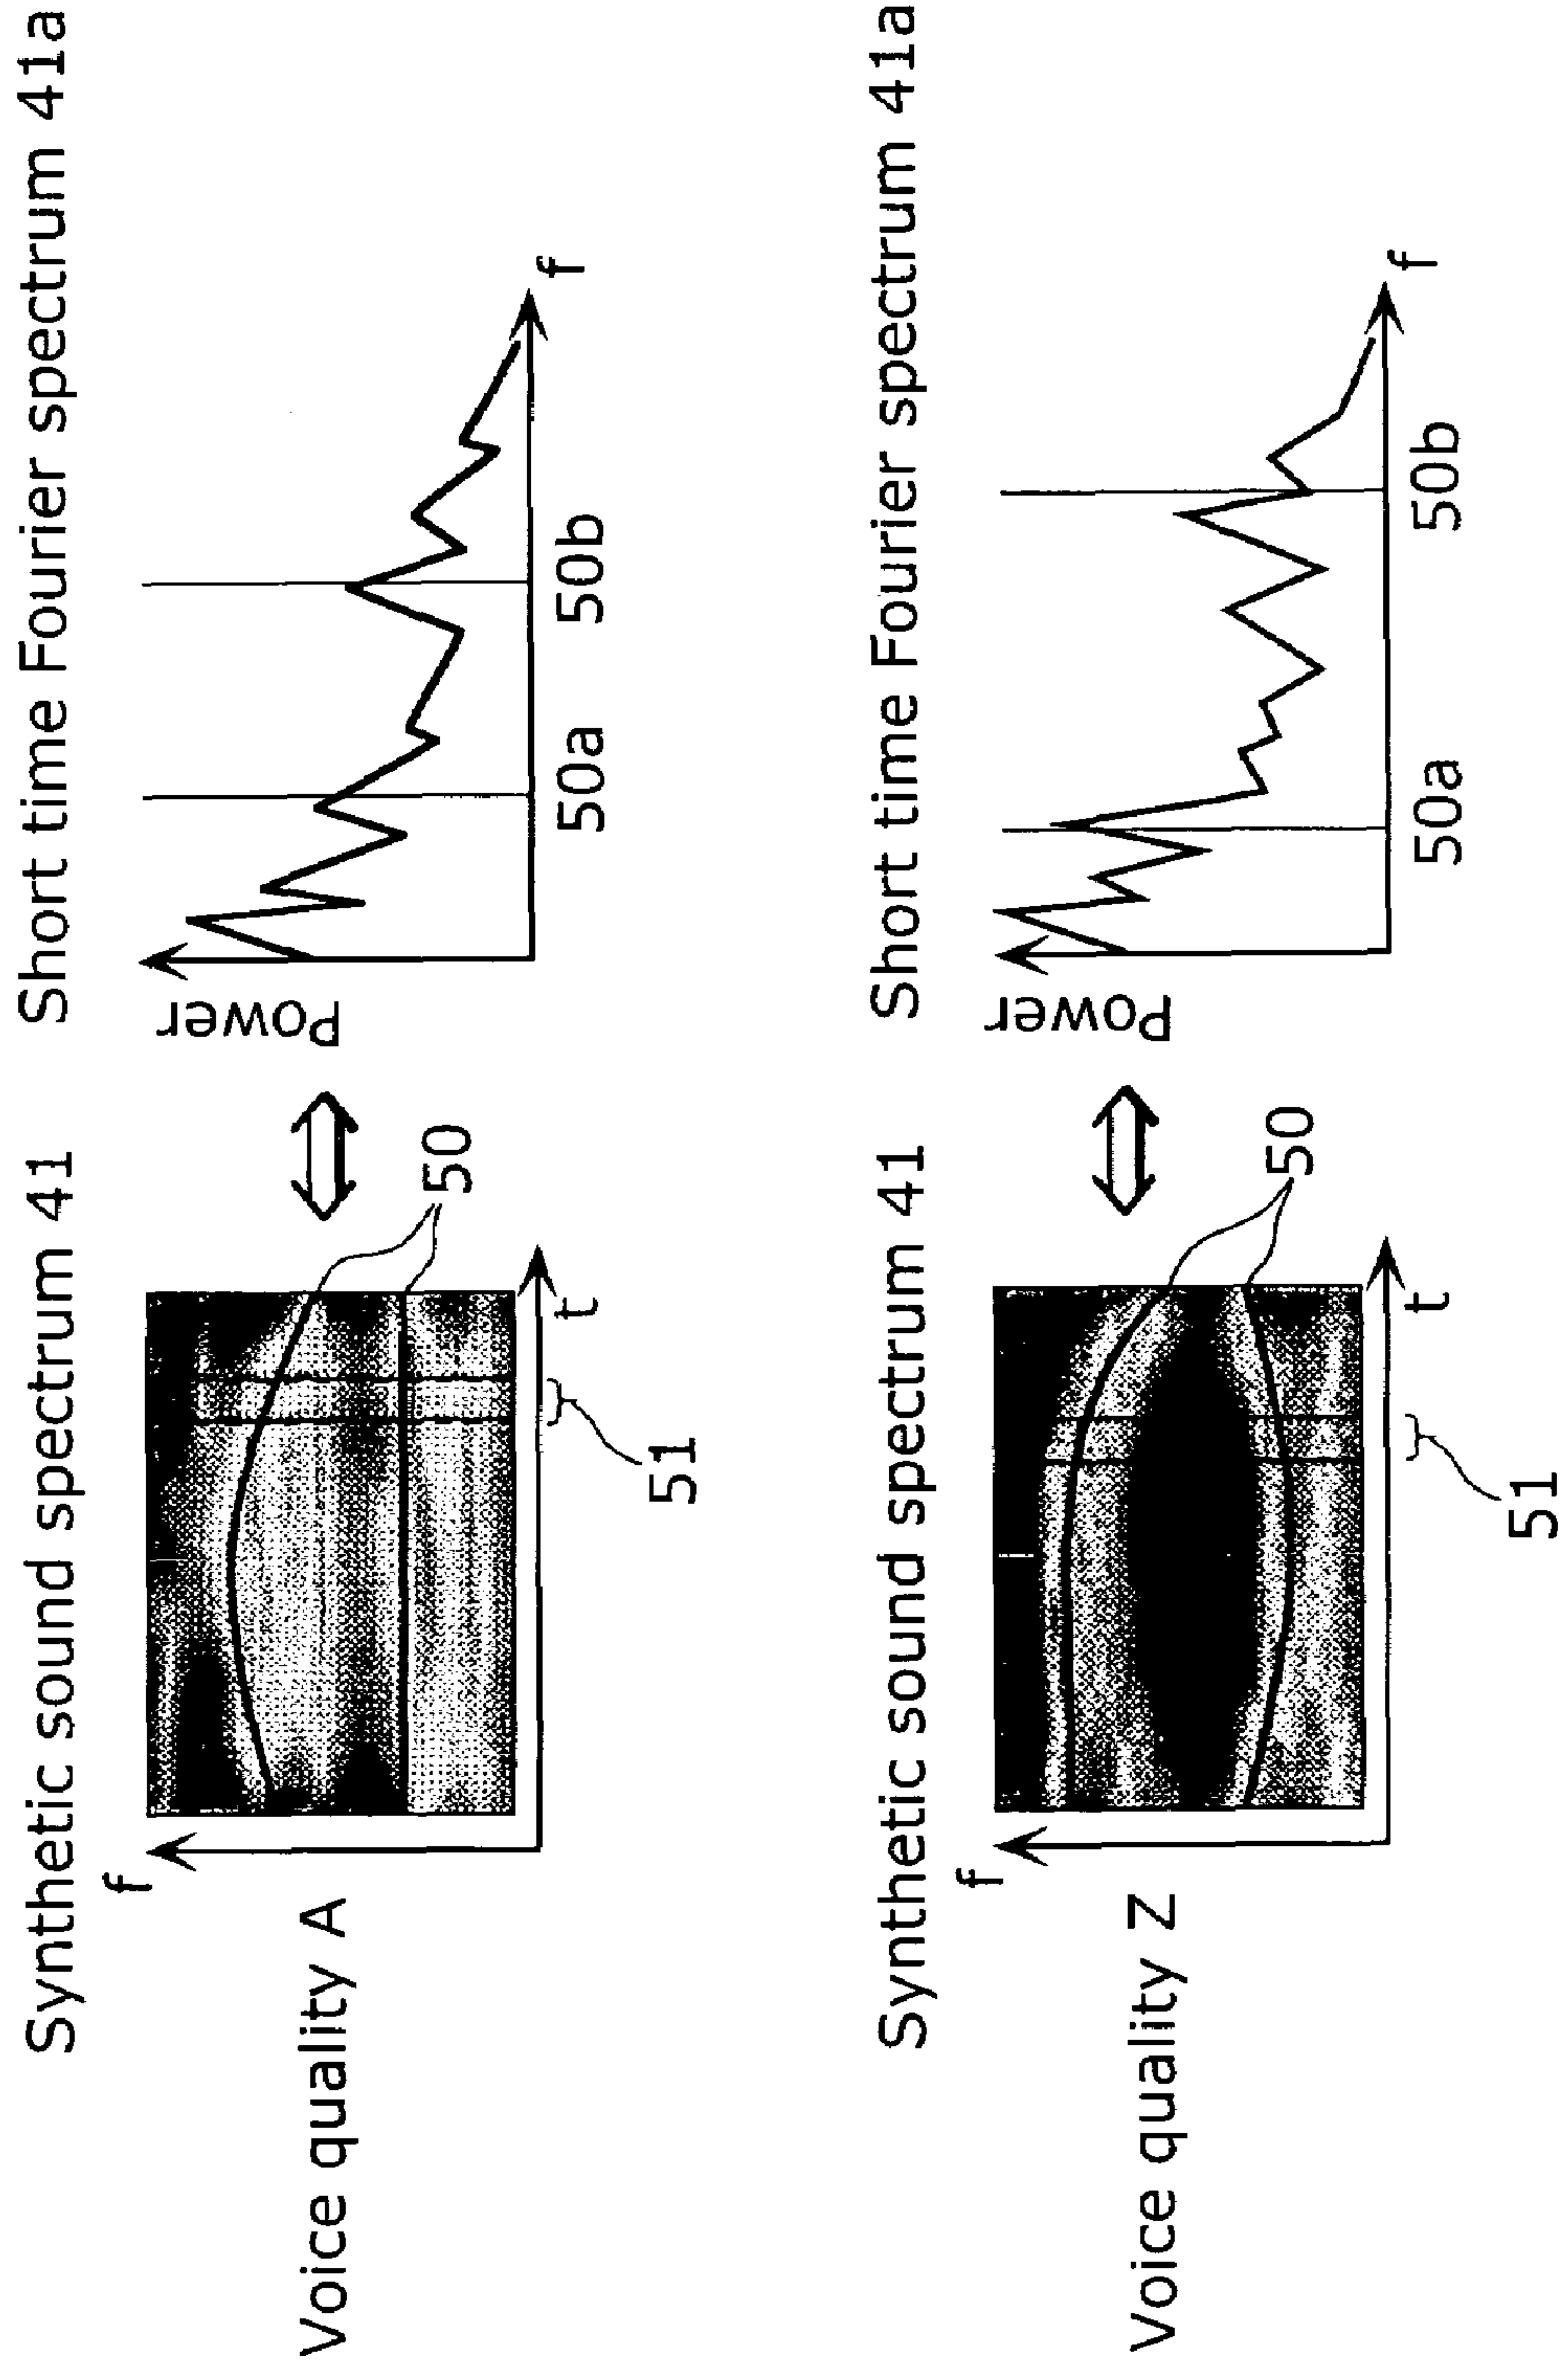 Synthetic sound spectrum 41
Short time Fourier spectrum 41a
Voice quality A
f
t
50
51
Power
f
50a
50b
Synthetic sound spectrum 41
Short time Fourier spectrum 41a
Voice quality Z
f
t
50
51
Power
f
50a
50b